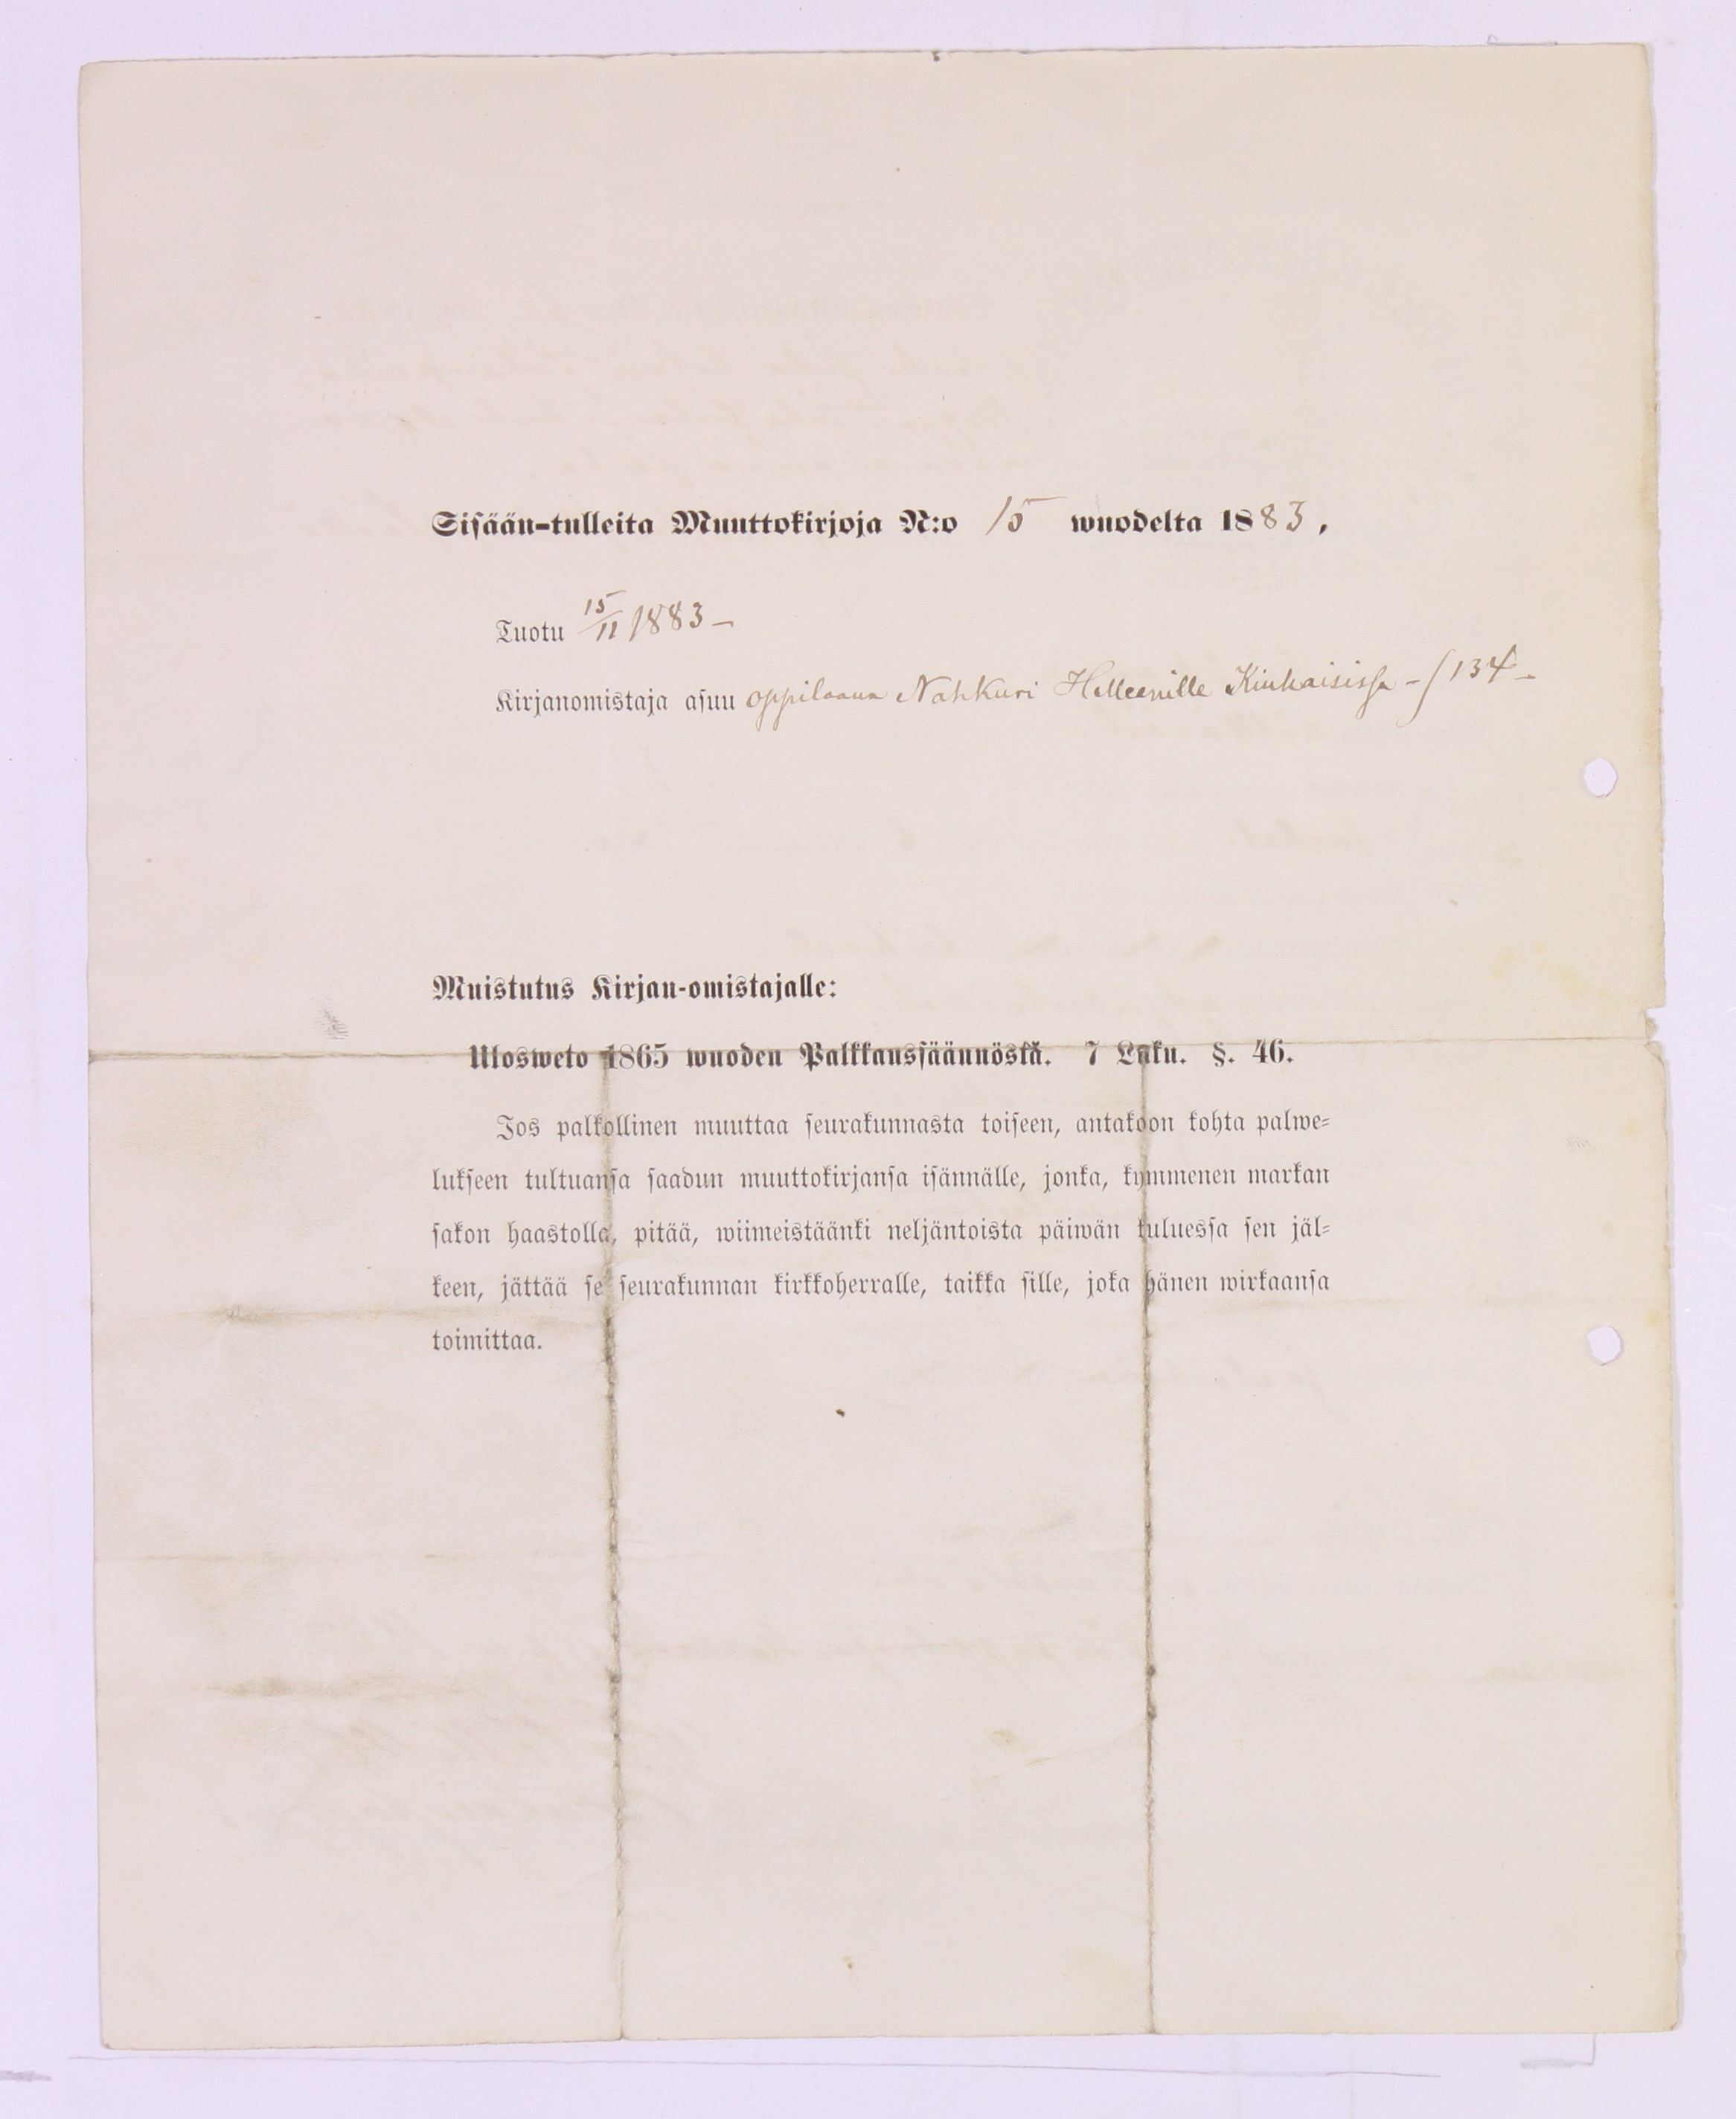 Sisään-tulleita Muuttokirjoja N:o 15 wuodelta 1883,
Tuotu 15/11 1883 –
Kirjanomistaja asuu oppilaana Nahkuri Kiukaisissa – 134 –
Muistutus Kirjan-omistajalle:
Ulosweto 1865 wuoden Palkkaussäännöstä. 7 Luku. §. 46.
Jos palkollinen muuttaa seurakunnasta toiseen, antakoon kohta palwe-
lukseen tultuansa saadun muuttokirjansa isännälle, jonka, kymmenen markan
sakon haastolla, pitää, wiimeistäänki neljäntoista päiwän kuluessa sen jäl-
keen, jättää se seurakunnan kirkkoherralle, taikka sille, joka hänen wirkaansa
toimittaa.